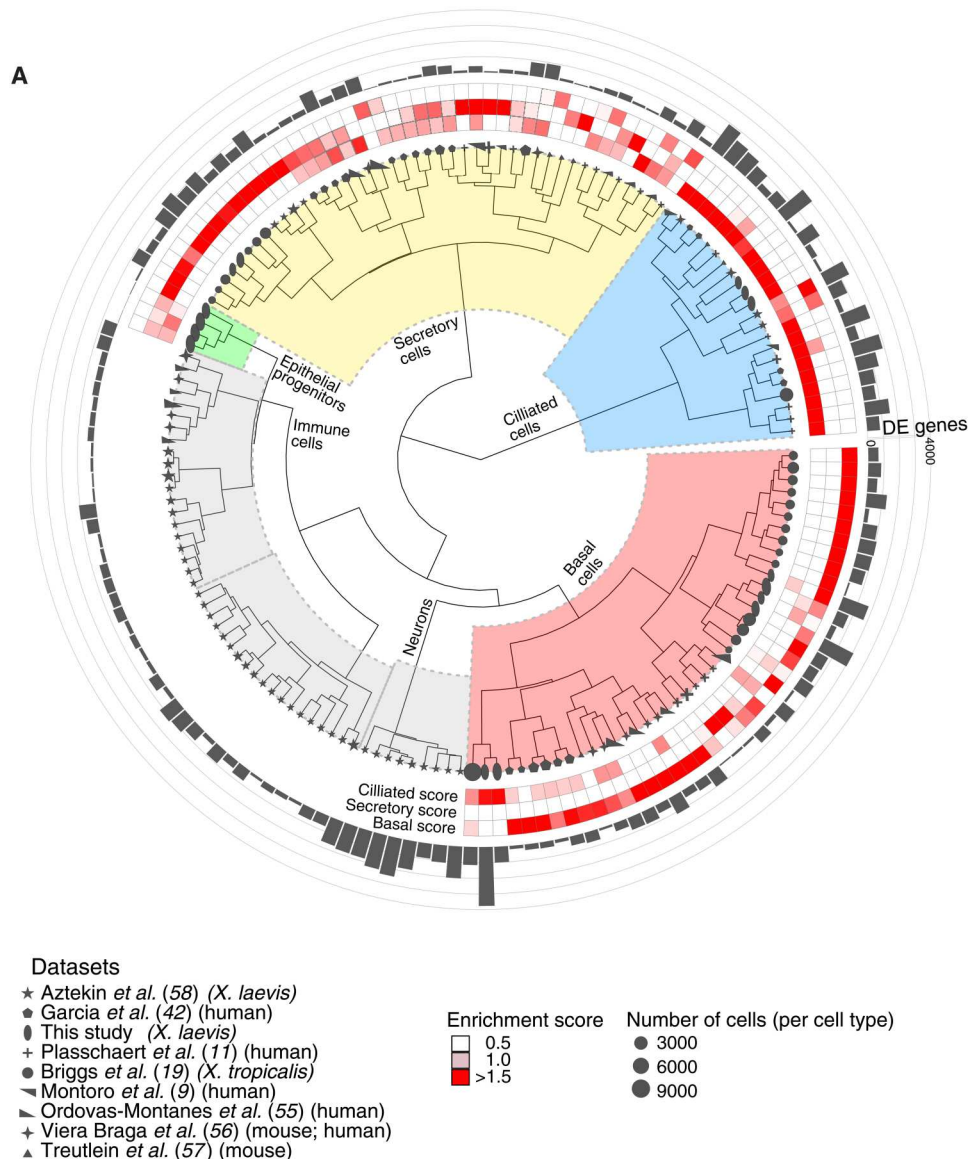 A
Secretory
cells
Epithelial
progenitors
Immune
cells
Cilliated
cells
DE genes
0
4000
Basal
cells
Neurons
Cilliated score
Secretory score
Basal score
Datasets
Aztekin et al. (58) (X. laevis)
Garcia et al. (42) (human)
This study (X. laevis)
Plasschaert et al. (11) (human)
Briggs et al. (19) (X. tropicalis)
Montoro et al. (9) (human)
Ordovas-Montanes et al. (55) (human)
Viera Braga et al. (56) (mouse; human)
Treutlein et al. (57) (mouse)
Enrichment score
0.5
1.0
>1.5
Number of cells (per cell type)
3000
6000
9000